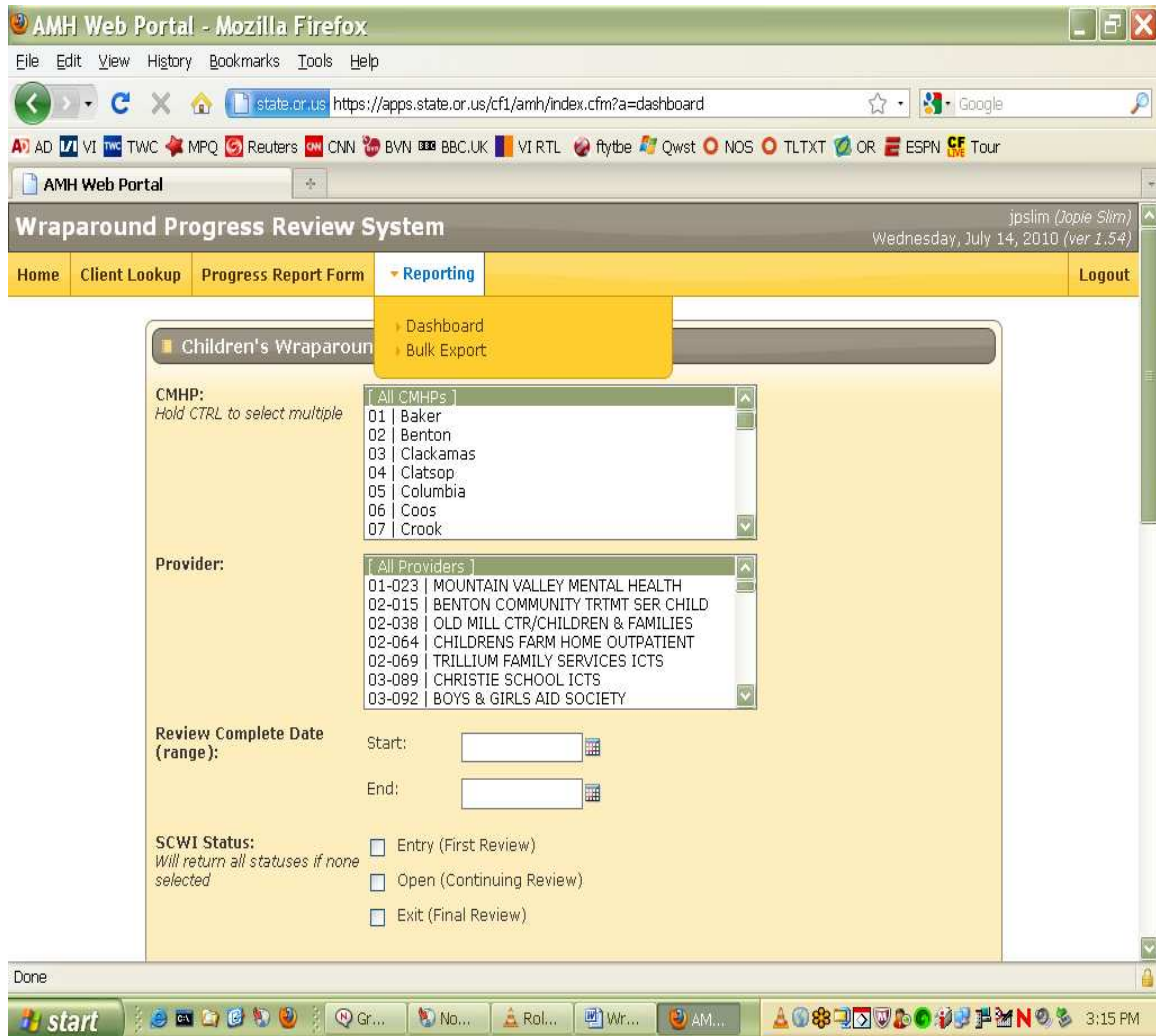 AMH Web Portal - Mozilla Firefox
File Edit View History Bookmarks Tools Help
state.or.us https://apps.state.or.us/cf1/amh/index.cfm?a=dashboard Google
AD VI TWC MPQ Reuters CNN BVN BBC.UK VI RTL ftytbe Qwst NOS TLTXT OR ESPN Tour
AMH Web Portal
Wraparound Progress Review System
jpslim (Jopie Slim)
Wednesday, July 14, 2010 (ver 1.54)
Home Client Lookup Progress Report Form Reporting Logout
Dashboard
Bulk Export
Children's Wraparoun
CMHP:
Hold CTRL to select multiple
[ All CMHPs ]
01 | Baker
02 | Benton
03 | Clackamas
04 | Clatsop
05 | Columbia
06 | Coos
07 | Crook
Provider:
[ All Providers ]
01-023 | MOUNTAIN VALLEY MENTAL HEALTH
02-015 | BENTON COMMUNITY TRTMT SER CHILD
02-038 | OLD MILL CTR/CHILDREN & FAMILIES
02-064 | CHILDRENS FARM HOME OUTPATIENT
02-069 | TRILLIUM FAMILY SERVICES ICTS
03-089 | CHRISTIE SCHOOL ICTS
03-092 | BOYS & GIRLS AID SOCIETY
Review Complete Date
(range):
Start:
End:
SCWI Status:
Will return all statuses if none
selected
Entry (First Review)
Open (Continuing Review)
Exit (Final Review)
Done
start Gr... No... Rol... Wr... AM... 3:15 PM